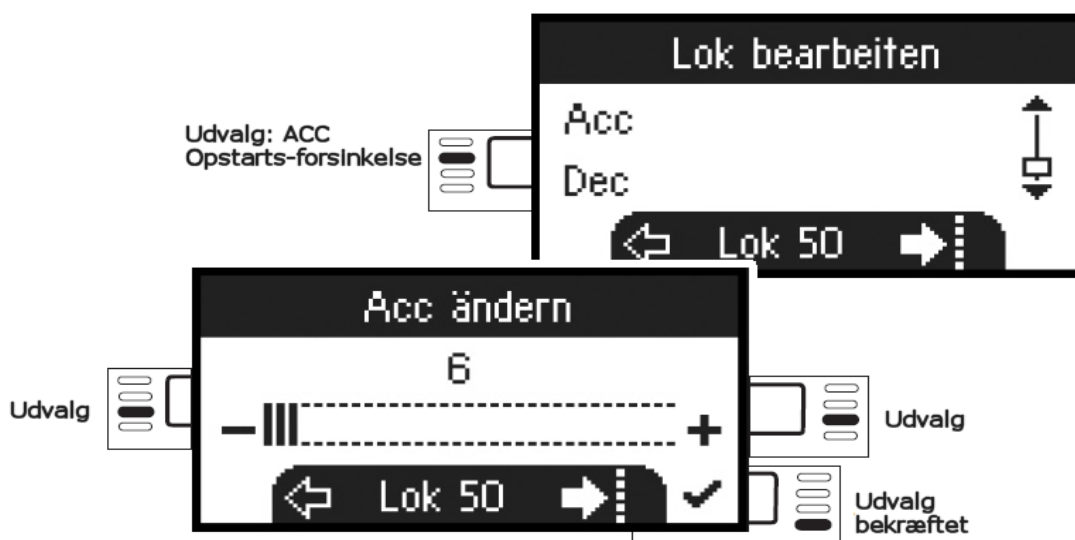 Lok bearbeiten
Udvalg: ACC
Opstarts-forsinkelse
Acc
Dec
Lok 50
Acc ändern
6
Udvalg
– +
Udvalg
Lok 50
Udvalg
bekræftet